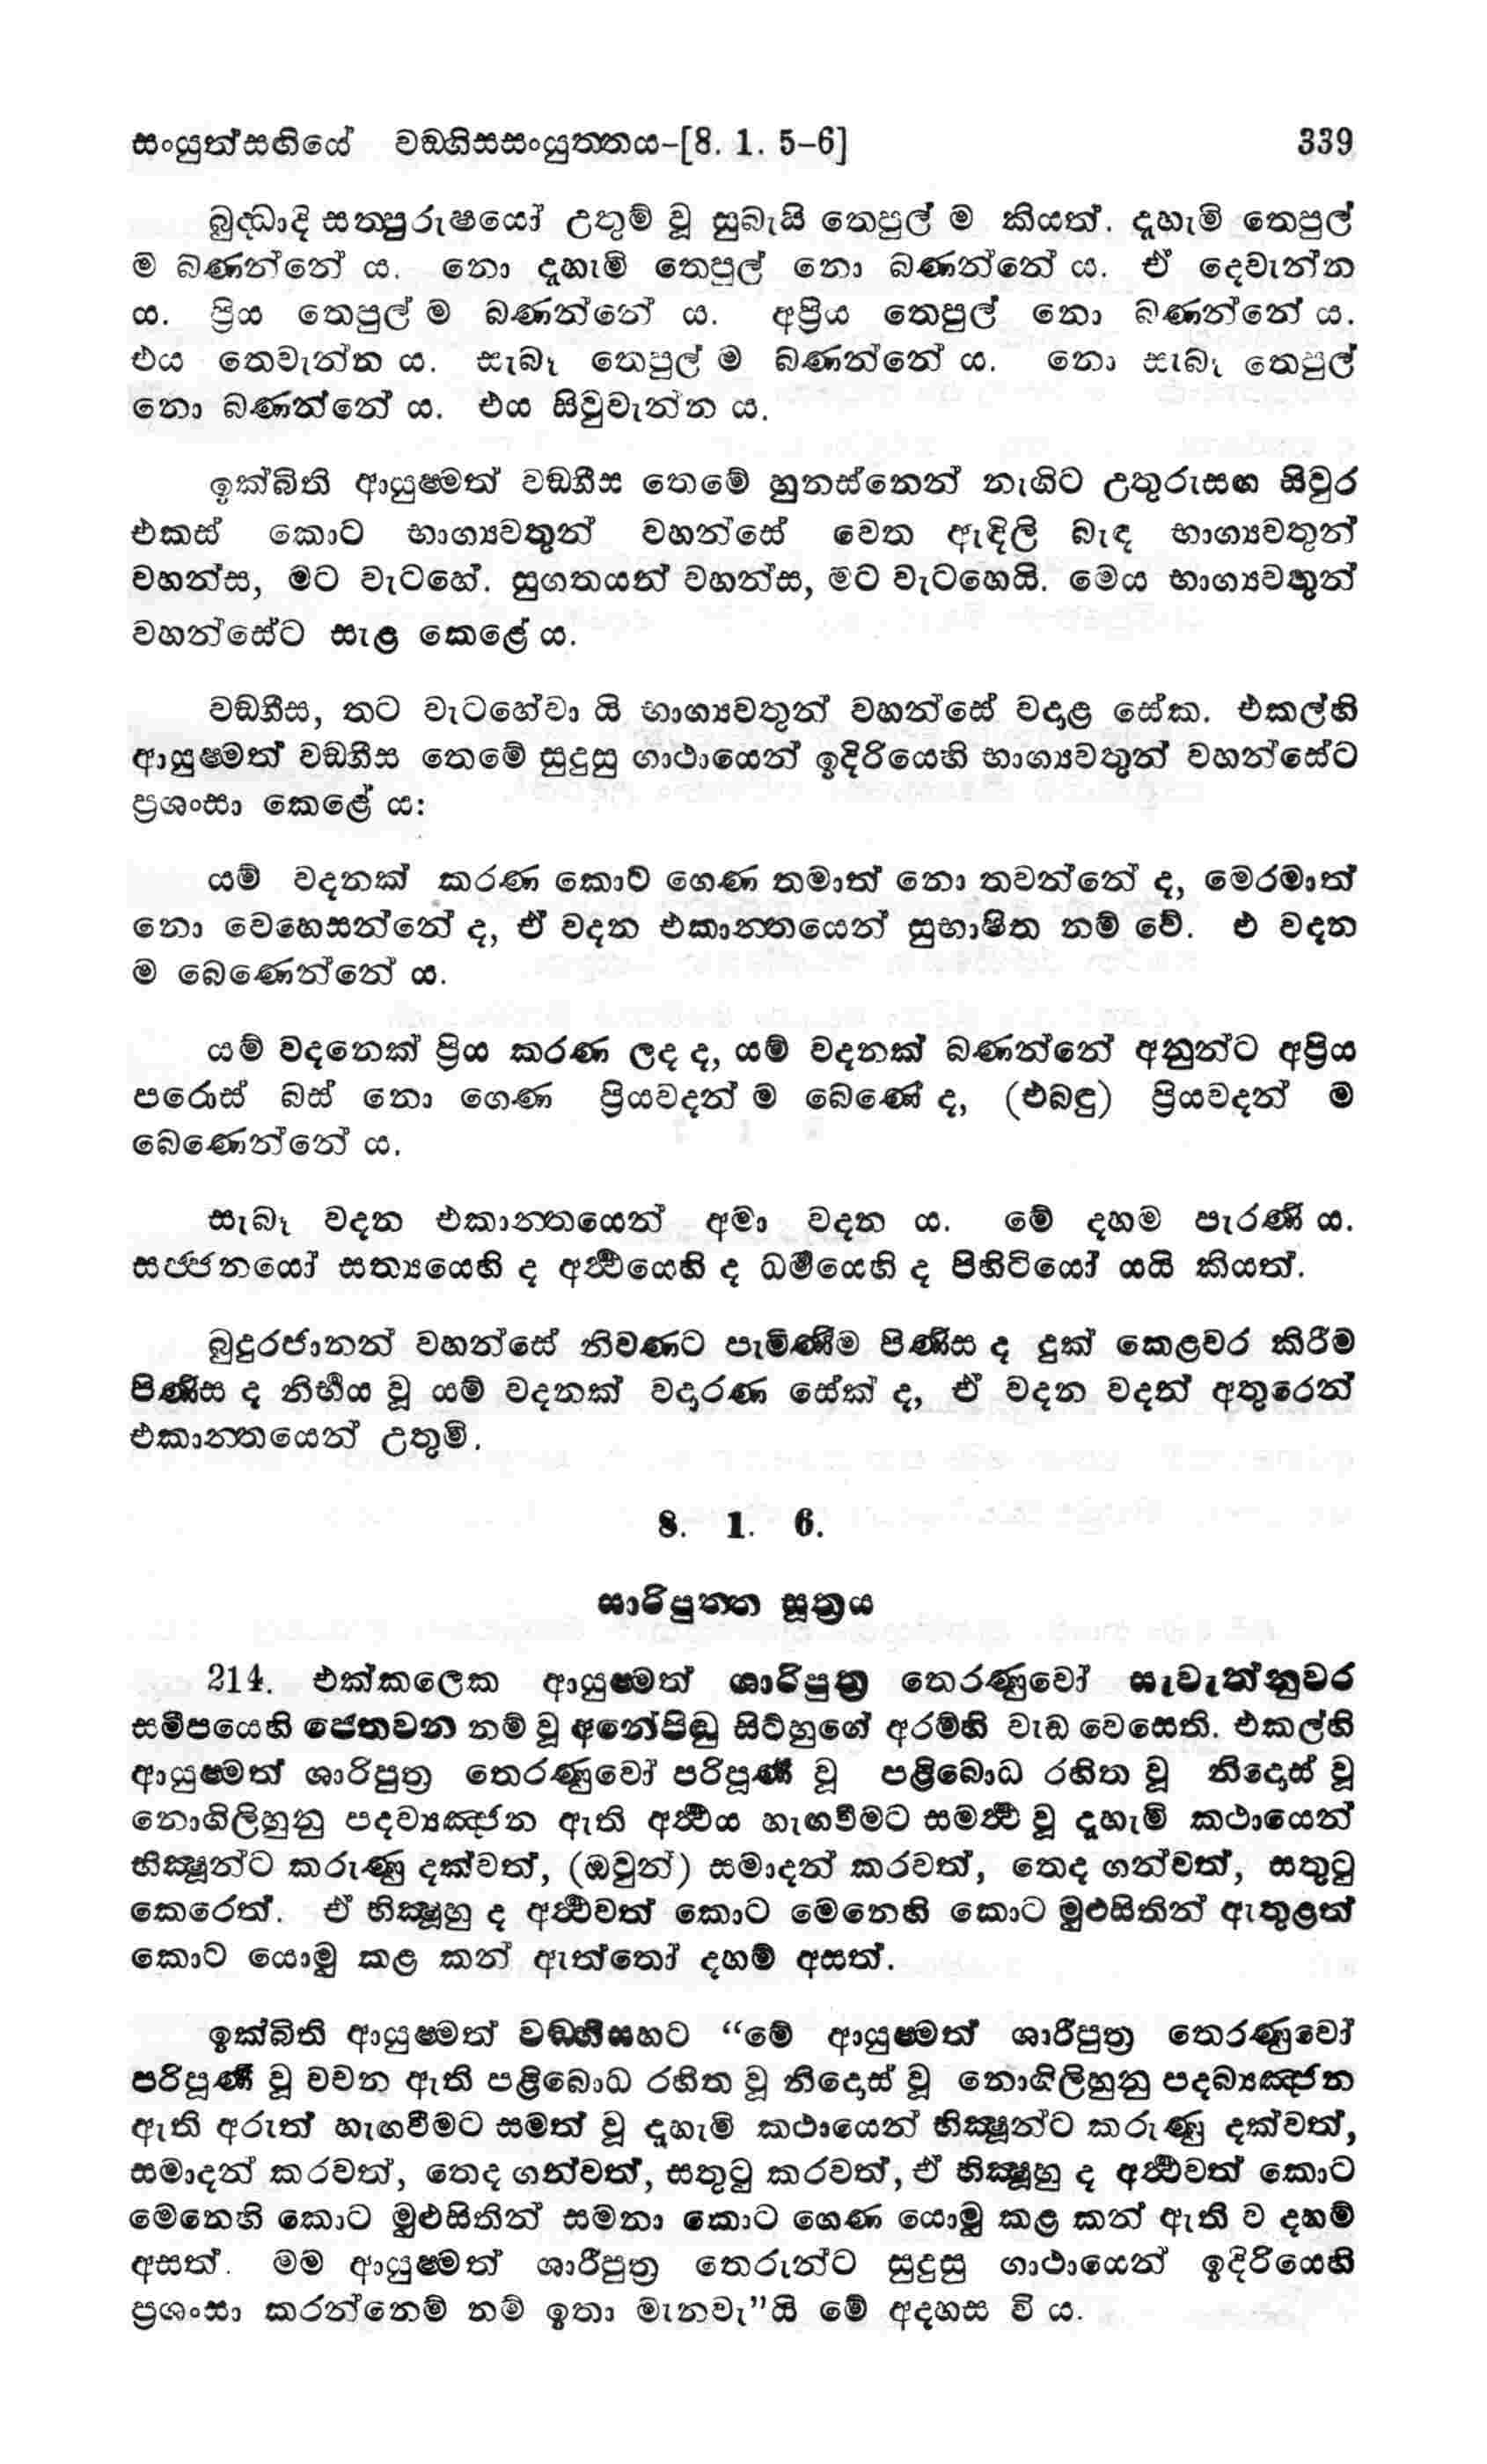 සංයුත්සඟියේ වඞගිසසංයුත්තය–[8. 1. 5–6] 339
බුද්ධාදි සත්පුරුෂයෝ උතුම් වූ සුබැසි තෙපුල් ම කියත්. දැහැමි තෙපුල්
ම බණන්නේ ය. නො දැහැමි තෙපුල් නො බණන්නේ ය. ඒ දෙවැන්න
ය. ප්‍රිය තෙපුල් ම බණන්නේ ය. අප්‍රිය තෙපුල් නො බණන්නේ ය.
එය තෙවැන්න ය. සැබෑ තෙපුල් ම බණන්නේ ය. නො සැබෑ තෙපුල්
නො බණන්නේ ය. එය සිවුවැන්න ය.
ඉක්බිති ආයුෂ්මත් වඞ්ගීස තෙමේ හුනස්නෙන් නැගිට උතුරුසඟ සිවුර
එකස් කොට භාග්‍යවතුන් වහන්සේ වෙත ඇඳිලි බැඳ භාග්‍යවතුන්
වහන්ස, මට වැටහේ. සුගතයන් වහන්ස, මට වැටහෙයි. මෙය භාග්‍යවතුන්
වහන්සේට සැළ කෙළේ ය.
වඞ්ගීස, තට වැටහේවා යි භාග්‍යවතුන් වහන්සේ වදාළ සේක. එකල්හි
ආයුෂ්මත් වඞ්ගීස තෙමේ සුදුසු ගාථායෙන් ඉදිරියෙහි භාග්‍යවතුන් වහන්සේට
ප්‍රශංසා කෙළේ ය:
යම් වදනක් කරණ කොට ගෙණ තමාත් නො තවන්නේ ද, මෙරමාත්
නො වෙහෙසන්නේ ද, ඒ වදන එකාන්තයෙන් සුභාෂිත නම් වේ. එ වදන
ම බෙණෙන්නේ ය.
යම් වදනෙක් ප්‍රිය කරණ ලද ද, යම් වදනක් බණන්නේ අනුන්ට අප්‍රිය
පරොස් බස් නො ගෙණ ප්‍රියවදන් ම බෙණේ ද, (එබඳු) ප්‍රියවදන් ම
බෙණෙන්නේ ය.
සැබෑ වදන එකාන්තයෙන් අමා වදන ය. මේ දහම පැරණි ය.
සජ්ජනයෝ සත්‍යයෙහි ද අර්ථයෙහි ද ධර්මයෙහි ද පිහිටියෝ යයි කියත්.
බුදුරජානන් වහන්සේ නිවණට පැමිණීම පිණිස ද දුක් කෙළවර කිරීම
පිණිස ද නිර්භය වූ යම් වදනක් වදාරණ සේක් ද, ඒ වදන වදන් අතුරෙන්
එකාන්තයෙන් උතුම්.
8. 1. 6.
සාරිපුත්ත සූත්‍රය
214. එක්කලෙක ආයුෂ්මත් ශාරිපුත්‍ර තෙරණුවෝ සැවැත්නුවර
සමීපයෙහි ජෙතවන නම් වූ අනේපිඬු සිටහුගේ අරමහි වැඩ වෙසෙති. එකල්හි
ආයුෂ්මත් ශාරිපුත්‍ර තෙරණුවෝ පරිපූර්ණ වූ පළිබොධ රහිත වූ නිදොස් වූ
නොගිලිහුනු පදව්‍යඤ්ජන ඇති අර්ථය හැඟවීමට සමර්ථ වූ දැහැමි කථායෙන්
භික්ෂූන්ට කරුණු දක්වත්, (ඔවුන්) සමාදන් කරවත්, තෙද ගන්වත්, සතුටු
කෙරෙත්. ඒ භික්ෂූහු ද අර්ථවත් කොට මෙනෙහි කොට මුළුසිතින් ඇතුළත්
කොට යොමු කළ කන් ඇත්තෝ දහම් අසත්.
ඉක්බිති ආයුෂ්මත් වඞ්ගීසහට “මේ ආයුෂ්මත් ශාරීපුත්‍ර තෙරණුවෝ
පරිපූර්ණ වූ වචන ඇති පළිබොධ රහිත වූ නිදොස් වූ නොගිලිහුනු පදබ්‍යඤ්ජන
ඇති අරුත් හැඟවීමට සමත් වූ දැහැමි කථායෙන් භික්ෂූන්ට කරුණු දක්වත්,
සමාදන් කරවත්, තෙද ගන්වත්, සතුටු කරවත්, ඒ භික්ෂූහු ද අර්ථවත් කොට
මෙනෙහි කොට මුළුසිතින් සමනා කොට ගෙණ යොමු කළ කන් ඇති ව දහම්
අසත්. මම ආයුෂ්මත් ශාරීපුත්‍ර තෙරුන්ට සුදුසු ගාථායෙන් ඉදිරියෙහි
ප්‍රශංසා කරන්නෙම් නම් ඉතා මැනවැ”යි මේ අදහස වි ය.